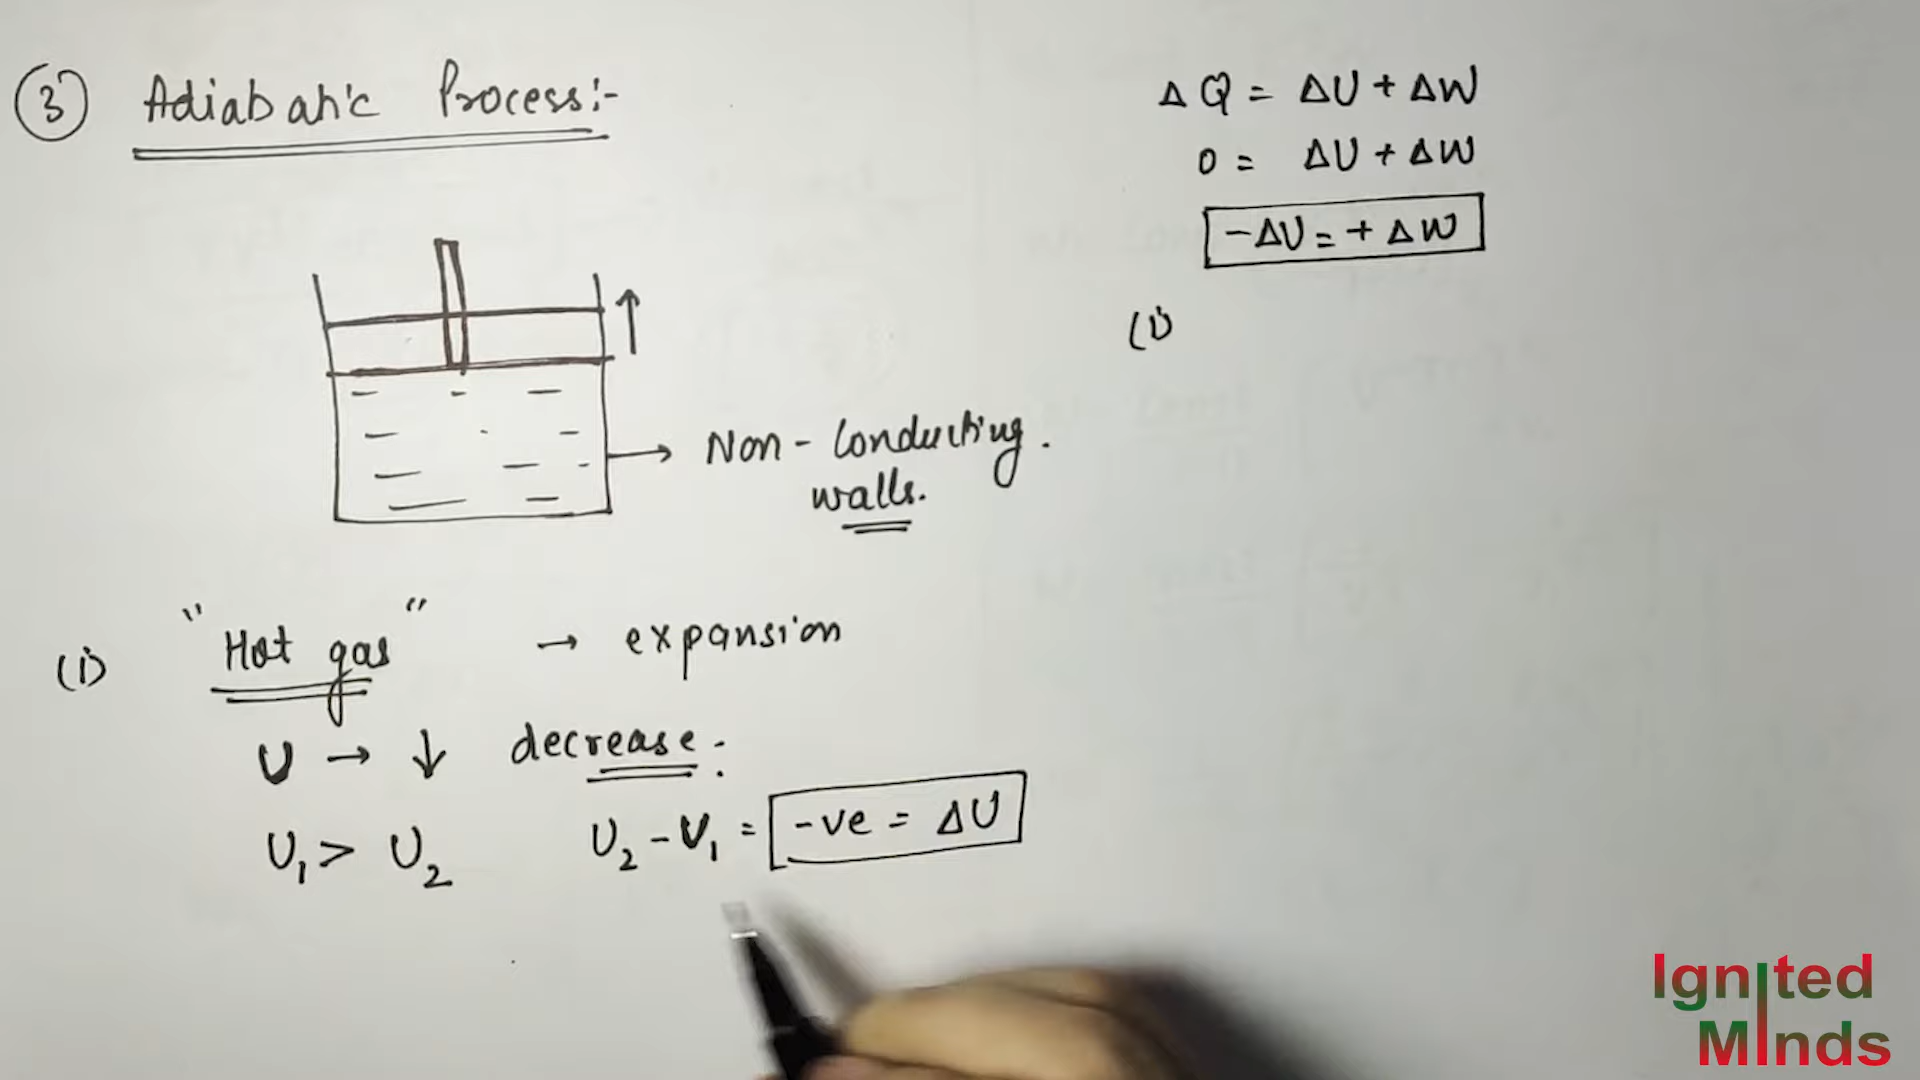 ③ Adiabatic Process:-
ΔQ = ΔU + ΔW
0 = ΔU + ΔW
-ΔU = + ΔW
(i)
→ Non-conducting.
walls.
(i) "Hot gas" → expansion
U → ↓ decrease.
U₁ > U₂ U₂ - U₁ = -ve = ΔU
Ignited
Minds